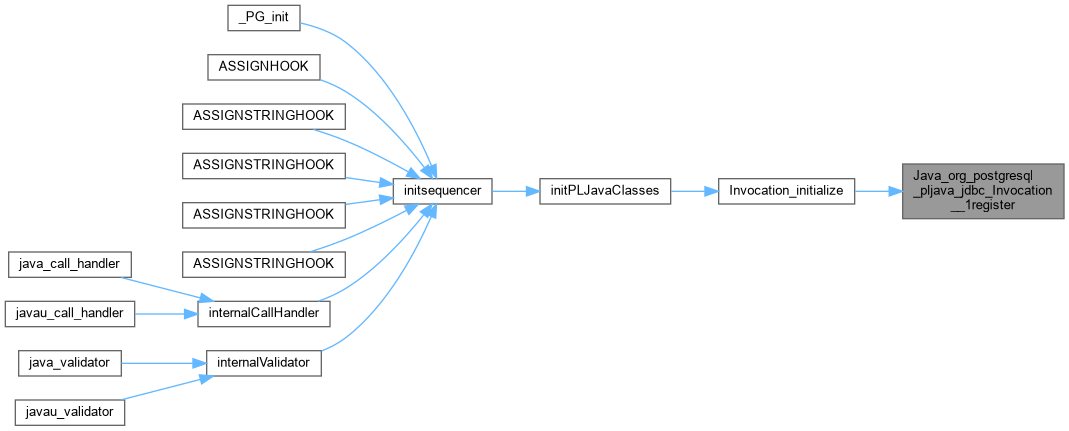 _PG_init
ASSIGNHOOK
ASSIGNSTRINGHOOK
ASSIGNSTRINGHOOK
ASSIGNSTRINGHOOK
ASSIGNSTRINGHOOK
java_call_handler
javau_call_handler
java_validator
javau_validator
internalCallHandler
internalValidator
initsequencer
initPLJavaClasses
Invocation_initialize
Java_org_postgresql
_pljava_jdbc_Invocation
__1register